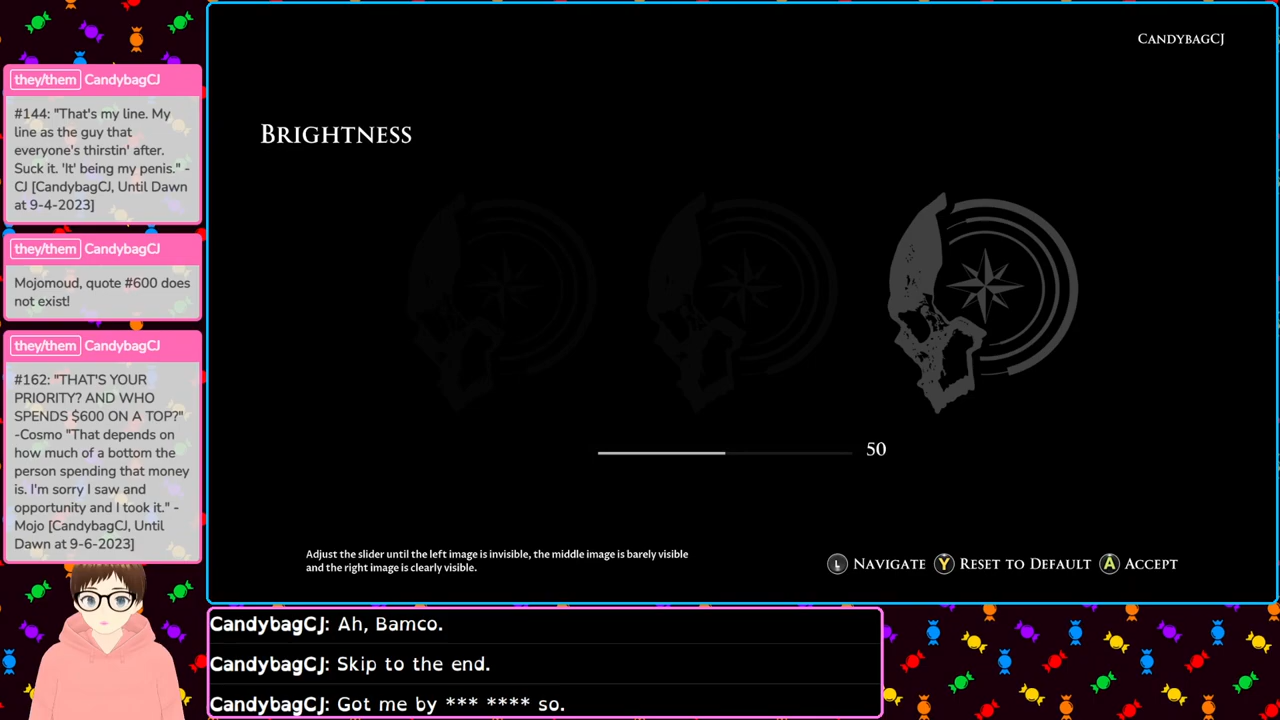 they/them CandybagCJ
#144: "That's my line. My
line as the guy that
everyone's thirstin' after.
Suck it. 'It' being my penis." -
CJ [CandybagCJ, Until Dawn
at 9-4-2023]
they/them CandybagCJ
Mojomoud, quote #600 does
not exist!
they/them CandybagCJ
#162: "THAT'S YOUR
PRIORITY? AND WHO
SPENDS $600 ON A TOP?"
-Cosmo "That depends on
how much of a bottom the
person spending that money
is. I'm sorry I saw and
opportunity and I took it." -
Mojo [CandybagCJ, Until
Dawn at 9-6-2023]
CandybagCJ
Brightness
50
Adjust the slider until the left image is invisible, the middle image is barely visible
and the right image is clearly visible.
L Navigate Y Reset to Default A Accept
CandybagCJ: Ah, Bamco.
CandybagCJ: Skip to the end.
CandybagCJ: Got me by *** **** so.